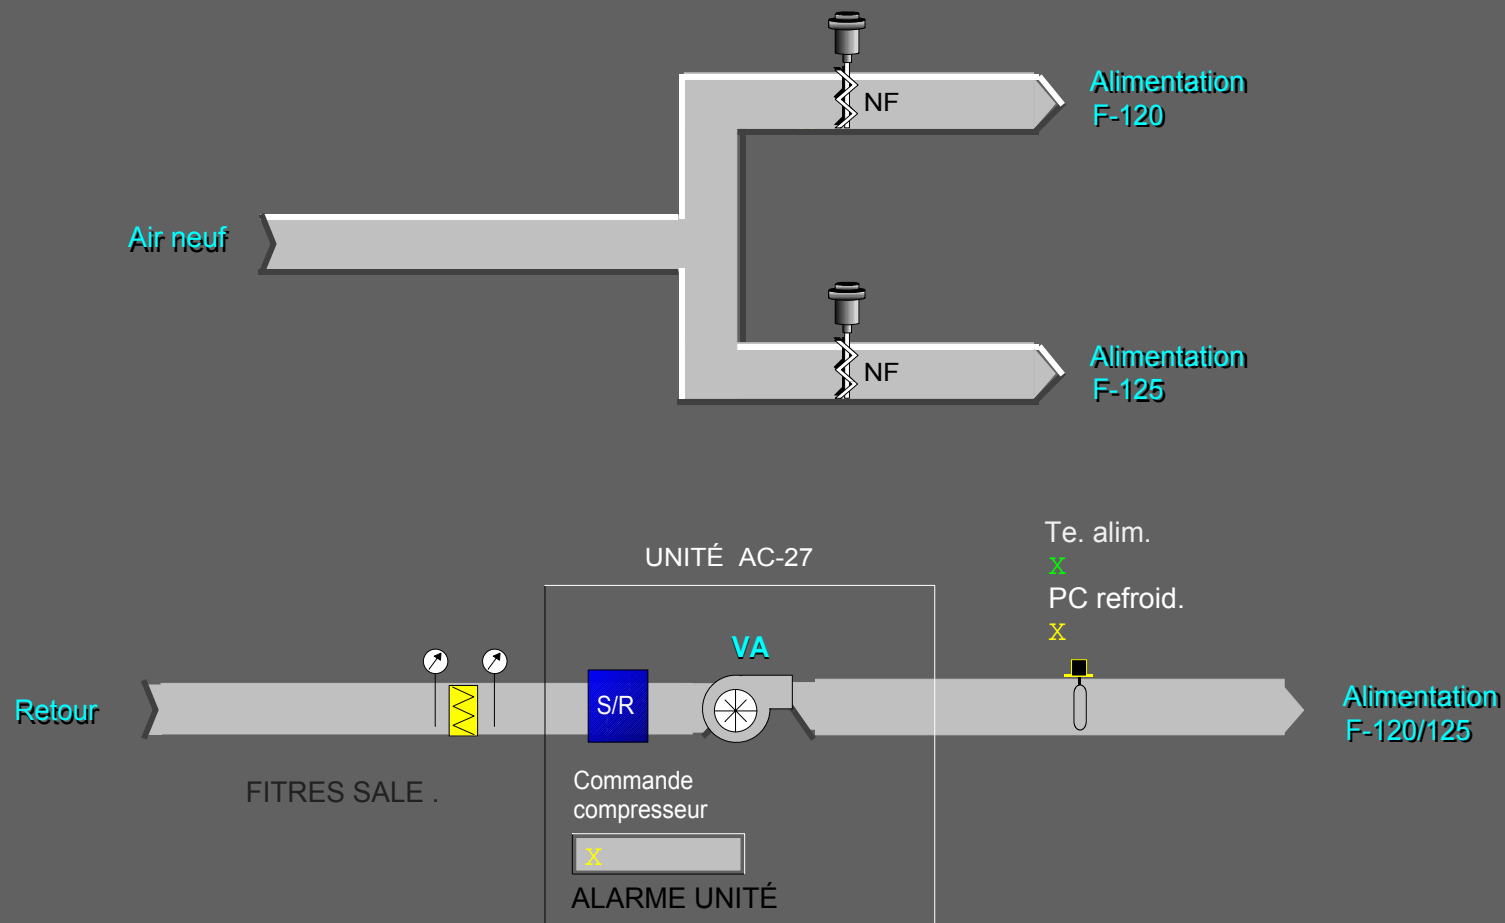 Alimentation
F-120
NF
Air neuf
Alimentation
F-125
NF
Te. alim.
X
PC refroid.
X
UNITÉ AC-27
VA
S/R
Retour
Alimentation
F-120/125
FITRES SALE .
Commande
compresseur
X
ALARME UNITÉ